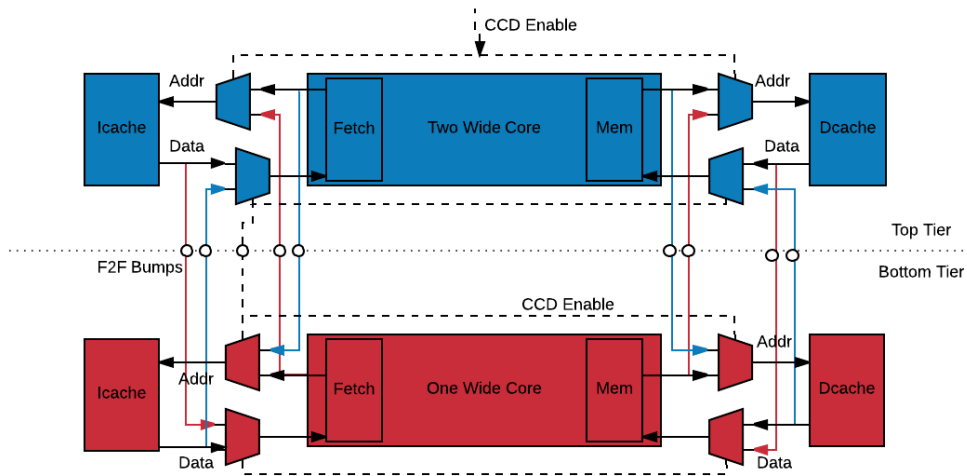 CCD Enable
Addr
Addr
Icache
Fetch
Two Wide Core
Mem
Dcache
Data
Data
Top Tier
F2F Bumps
Bottom Tier
CCD Enable
Addr
Addr
Icache
Fetch
One Wide Core
Mem
Dcache
Data
Data